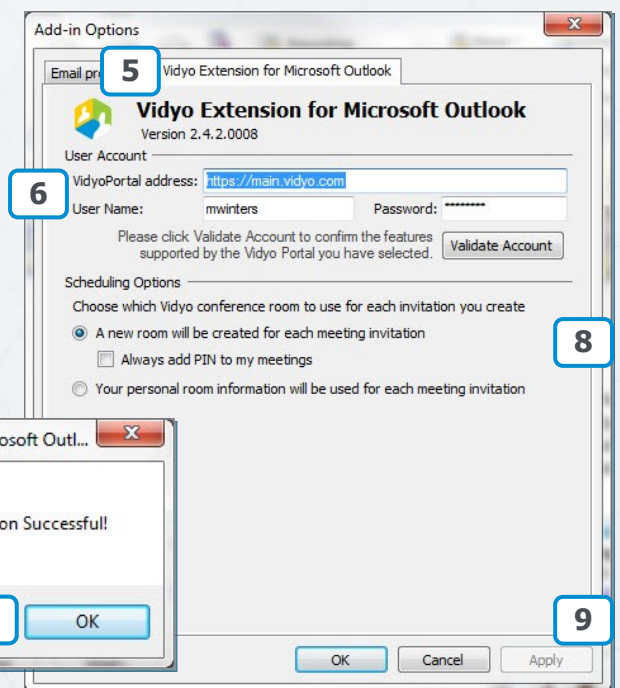 Add-in Options
Email pr
5
Vidyo Extension for Microsoft Outlook
Vidyo Extension for Microsoft Outlook
Version 2.4.2.0008
User Account
6
VidyoPortal address: https://main.vidyo.com
User Name: mwinters Password: ********
Please click Validate Account to confirm the features
supported by the Vidyo Portal you have selected.
Validate Account
Scheduling Options
Choose which Vidyo conference room to use for each invitation you create
A new room will be created for each meeting invitation
8
Always add PIN to my meetings
Your personal room information will be used for each meeting invitation
osoft Outl...
on Successful!
OK
9
OK Cancel Apply